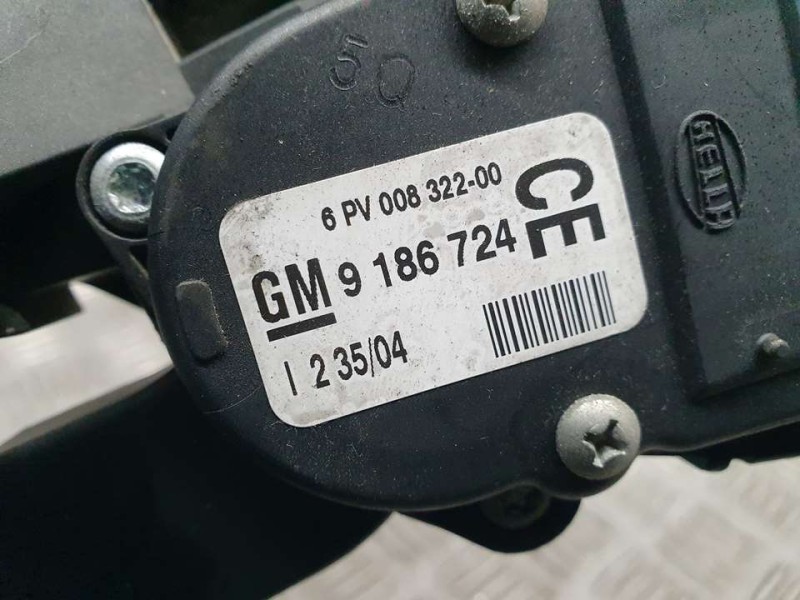 50
6 PV 008 322-00
CE
GM 9 186 724
I 2 35/04
HELLA